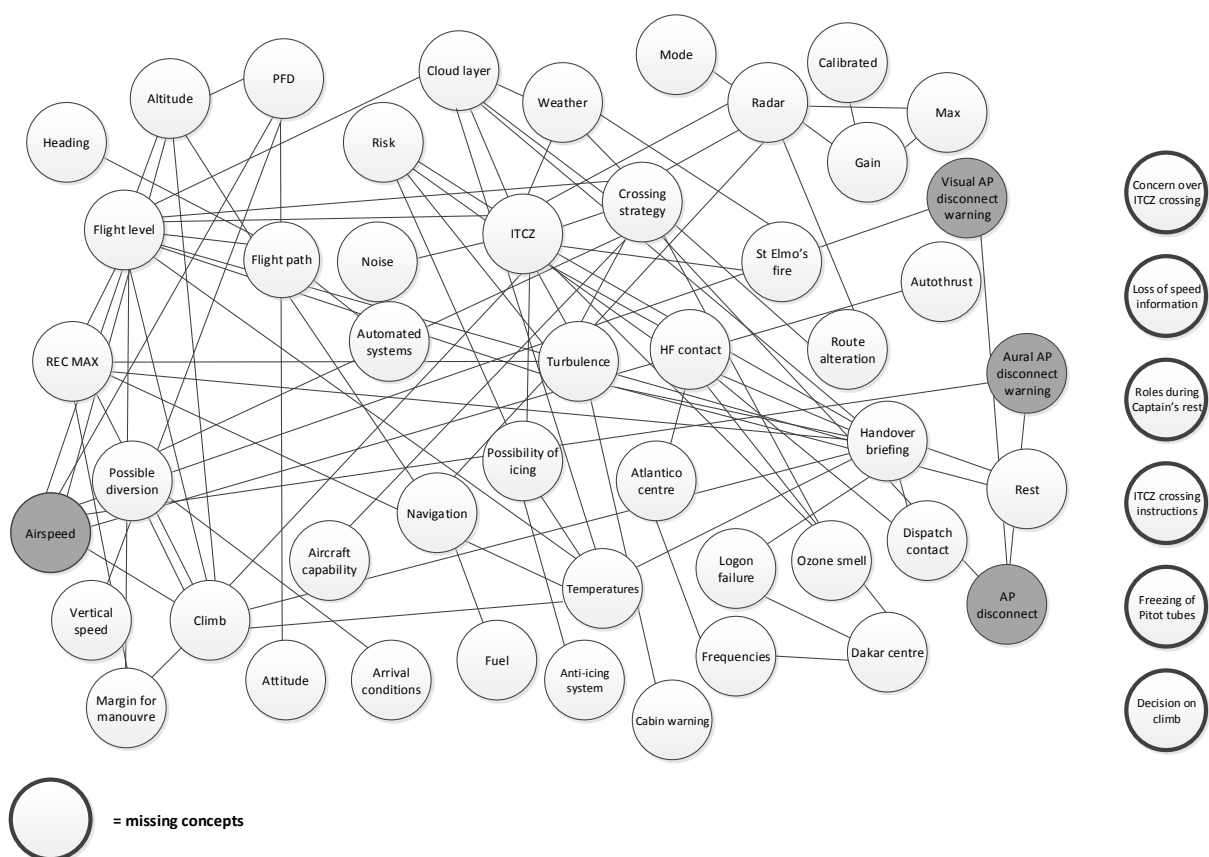 Mode
Calibrated
PFD
Cloud layer
Altitude
Weather
Radar
Max
Heading
Risk
Gain
Visual AP
disconnect
warning
Concern over
ITCZ crossing
Crossing
strategy
Flight level
ITCZ
Flight path
Noise
St Elmo's
fire
Autothrust
Loss of speed
information
Automated
systems
REC MAX
Turbulence
HF contact
Route
alteration
Aural AP
disconnect
warning
Roles during
Captain's rest
Handover
briefing
Possible
diversion
Possibility of
icing
Atlantico
centre
Rest
ITCZ crossing
instructions
Airspeed
Navigation
Dispatch
contact
Aircraft
capability
Temperatures
Logon
failure
Ozone smell
AP
disconnect
Freezing of
Pitot tubes
Vertical
speed
Climb
Attitude
Arrival
conditions
Fuel
Anti-icing
system
Frequencies
Dakar centre
Margin for
manouvre
Cabin warning
Decision on
climb
= missing concepts